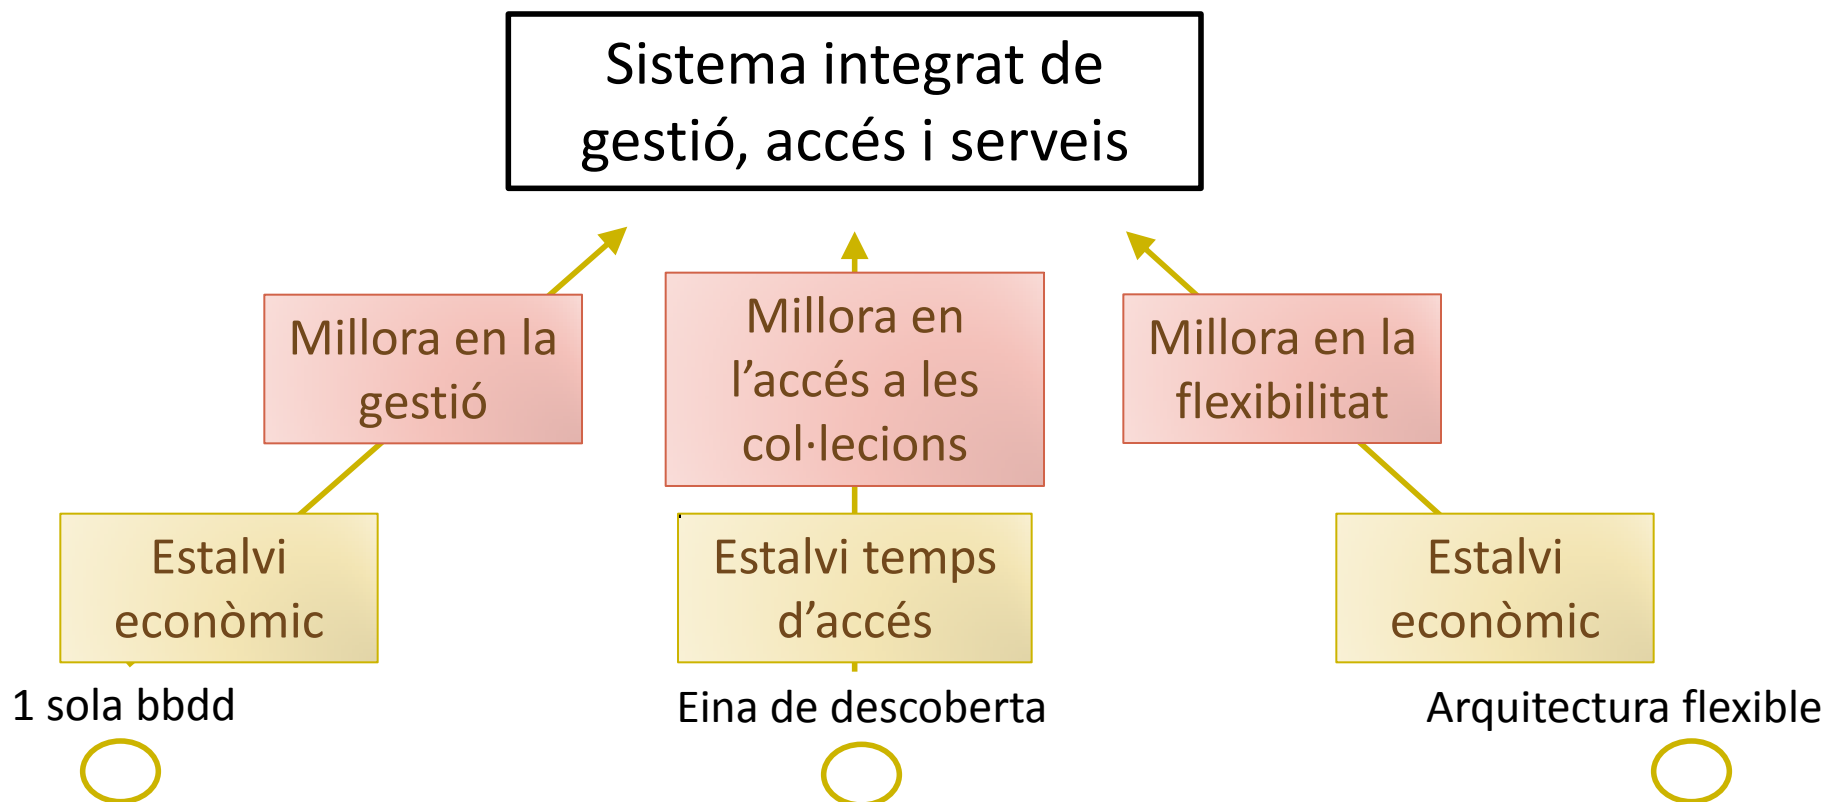 Sistema integrat de
gestió, accés i serveis
Millora en la
gestió
Millora en
l’accés a les
col·lecions
Millora en la
flexibilitat
Estalvi
econòmic
Estalvi temps
d’accés
Estalvi
econòmic
1 sola bbdd
Eina de descoberta
Arquitectura flexible